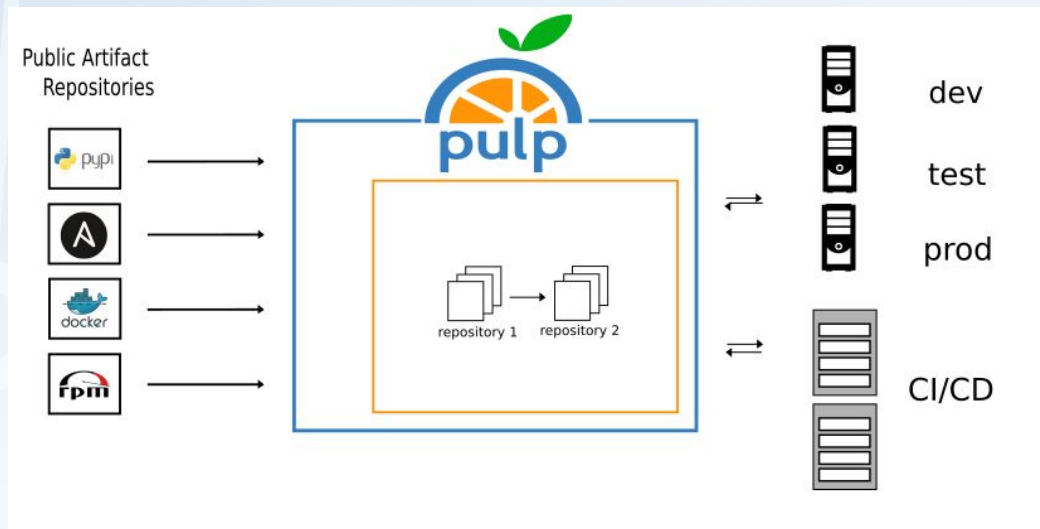 Public Artifact
Repositories
pypi
docker
rpm
pulp
repository 1
repository 2
dev
test
prod
CI/CD